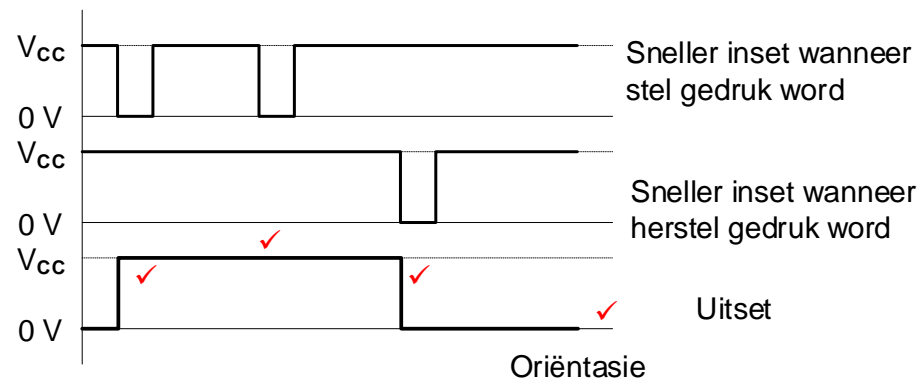 Vcc
Sneller inset wanneer
stel gedruk word
0 V
Vcc
Sneller inset wanneer
herstel gedruk word
0 V
Vcc
Uitset
0 V
Oriëntasie